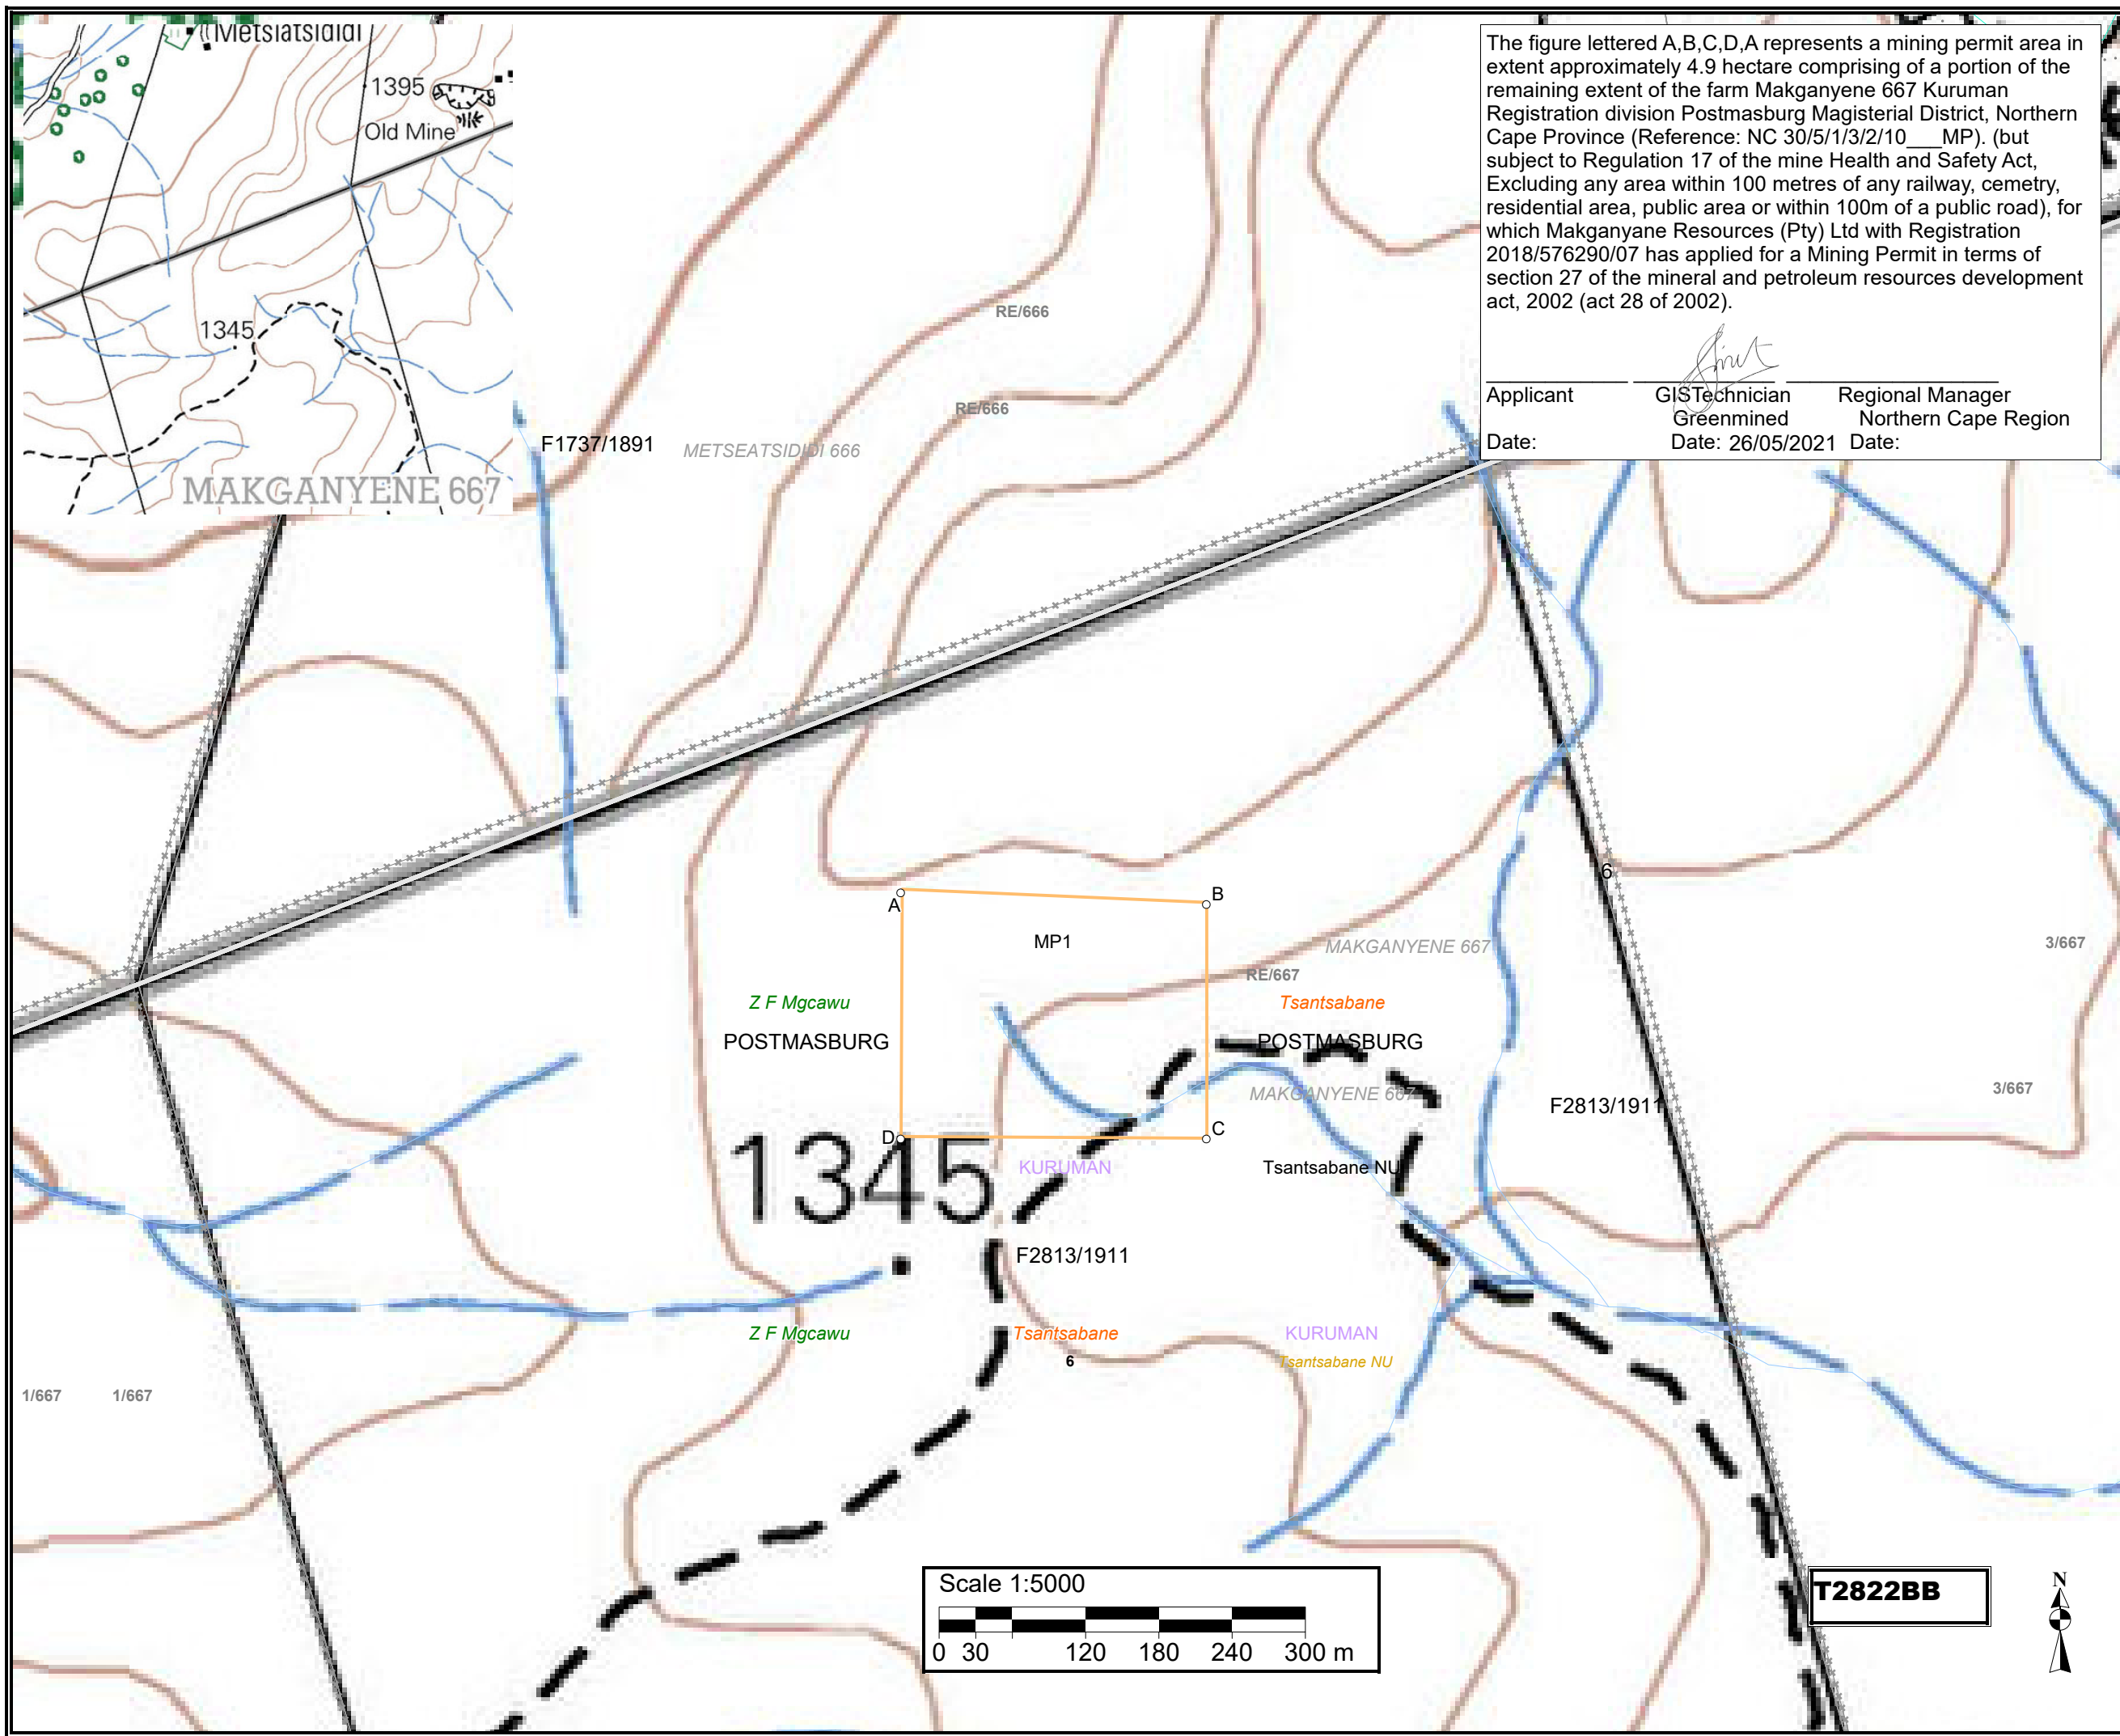 Metsiatsididi
1395
Old Mine
1345
MAKGANYENE 667
The figure lettered A,B,C,D,A represents a mining permit area in
extent approximately 4.9 hectare comprising of a portion of the
remaining extent of the farm Makganyene 667 Kuruman
Registration division Postmasburg Magisterial District, Northern
Cape Province (Reference: NC 30/5/1/3/2/10___MP). (but
subject to Regulation 17 of the mine Health and Safety Act,
Excluding any area within 100 metres of any railway, cemetry,
residential area, public area or within 100m of a public road), for
which Makganyane Resources (Pty) Ltd with Registration
2018/576290/07 has applied for a Mining Permit in terms of
section 27 of the mineral and petroleum resources development
act, 2002 (act 28 of 2002).
Applicant GISTechnician Regional Manager
Greenmined Northern Cape Region
Date: Date: 26/05/2021 Date:
RE/666
RE/666
F1737/1891 METSEATSIDIDI 666
6
A B
MP1
MAKGANYENE 667 3/667
RE/667
Z F Mgcawu Tsantsabane
POSTMASBURG POSTMASBURG
MAKGANYENE 667 3/667
F2813/1911
D C
1345 KURUMAN Tsantsabane NU
F2813/1911
Z F Mgcawu Tsantsabane KURUMAN
6 Tsantsabane NU
1/667 1/667
Scale 1:5000
0 30 120 180 240 300 m
T2822BB
N